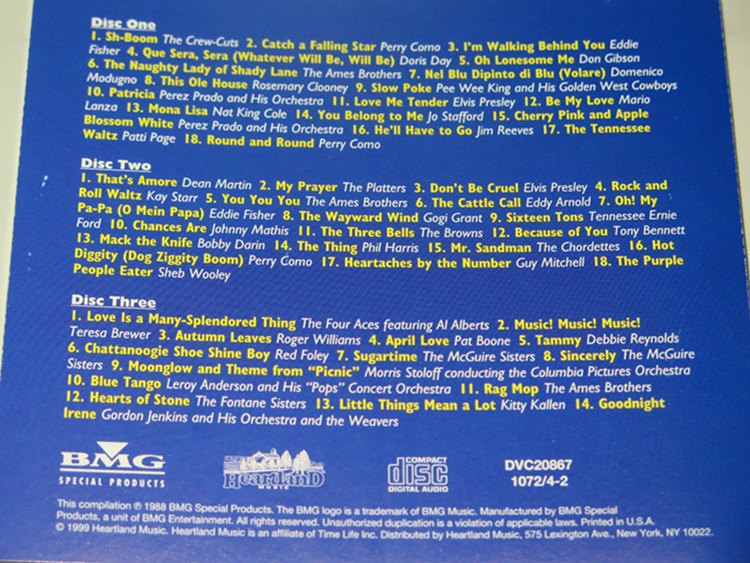 Disc One
1. Sh-Boom The Crew-Cuts 2. Catch a Falling Star Perry Como 3. I'm Walking Behind You Eddie
Fisher 4. Que Sera, Sera (Whatever Will Be, Will Be) Doris Day 5. Oh Lonesome Me Don Gibson
6. The Naughty Lady of Shady Lane The Ames Brothers 7. Nel Blu Dipinto di Blu (Volare) Domenico
Modugno 8. This Ole House Rosemary Clooney 9. Slow Poke Pee Wee King and His Golden West Cowboys
10. Patricia Perez Prado and His Orchestra 11. Love Me Tender Elvis Presley 12. Be My Love Mario
Lanza 13. Mona Lisa Nat King Cole 14. You Belong to Me Jo Stafford 15. Cherry Pink and Apple
Blossom White Perez Prado and His Orchestra 16. He'll Have to Go Jim Reeves 17. The Tennessee
Waltz Patti Page 18. Round and Round Perry Como
Disc Two
1. That's Amore Dean Martin 2. My Prayer The Platters 3. Don't Be Cruel Elvis Presley 4. Rock and
Roll Waltz Kay Starr 5. You You You The Ames Brothers 6. The Cattle Call Eddy Arnold 7. Oh! My
Pa-Pa (O Mein Papa) Eddie Fisher 8. The Wayward Wind Gogi Grant 9. Sixteen Tons Tennessee Ernie
Ford 10. Chances Are Johnny Mathis 11. The Three Bells The Browns 12. Because of You Tony Bennett
13. Mack the Knife Bobby Darin 14. The Thing Phil Harris 15. Mr. Sandman The Chordettes 16. Hot
Diggity (Dog Ziggity Boom) Perry Como 17. Heartaches by the Number Guy Mitchell 18. The Purple
People Eater Sheb Wooley
Disc Three
1. Love Is a Many-Splendored Thing The Four Aces featuring Al Alberts 2. Music! Music! Music!
Teresa Brewer 3. Autumn Leaves Roger Williams 4. April Love Pat Boone 5. Tammy Debbie Reynolds
6. Chattanoogie Shoe Shine Boy Red Foley 7. Sugartime The McGuire Sisters 8. Sincerely The McGuire
Sisters 9. Moonglow and Theme from "Picnic" Morris Stoloff conducting the Columbia Pictures Orchestra
10. Blue Tango Leroy Anderson and His "Pops" Concert Orchestra 11. Rag Mop The Ames Brothers
12. Hearts of Stone The Fontane Sisters 13. Little Things Mean a Lot Kitty Kallen 14. Goodnight
Irene Gordon Jenkins and His Orchestra and the Weavers
BMG
SPECIAL PRODUCTS
Heartland
MUSIC
COMPACT
disc
DIGITAL AUDIO
DVC20867
1072/4-2
This compilation ℗ 1988 BMG Special Products. The BMG logo is a trademark of BMG Music. Manufactured by BMG Special
Products, a unit of BMG Entertainment. All rights reserved. Unauthorized duplication is a violation of applicable laws. Printed in U.S.A.
© 1999 Heartland Music. Heartland Music is an affiliate of Time Life Inc. Distributed by Heartland Music, 575 Lexington Ave., New York, NY 10022.